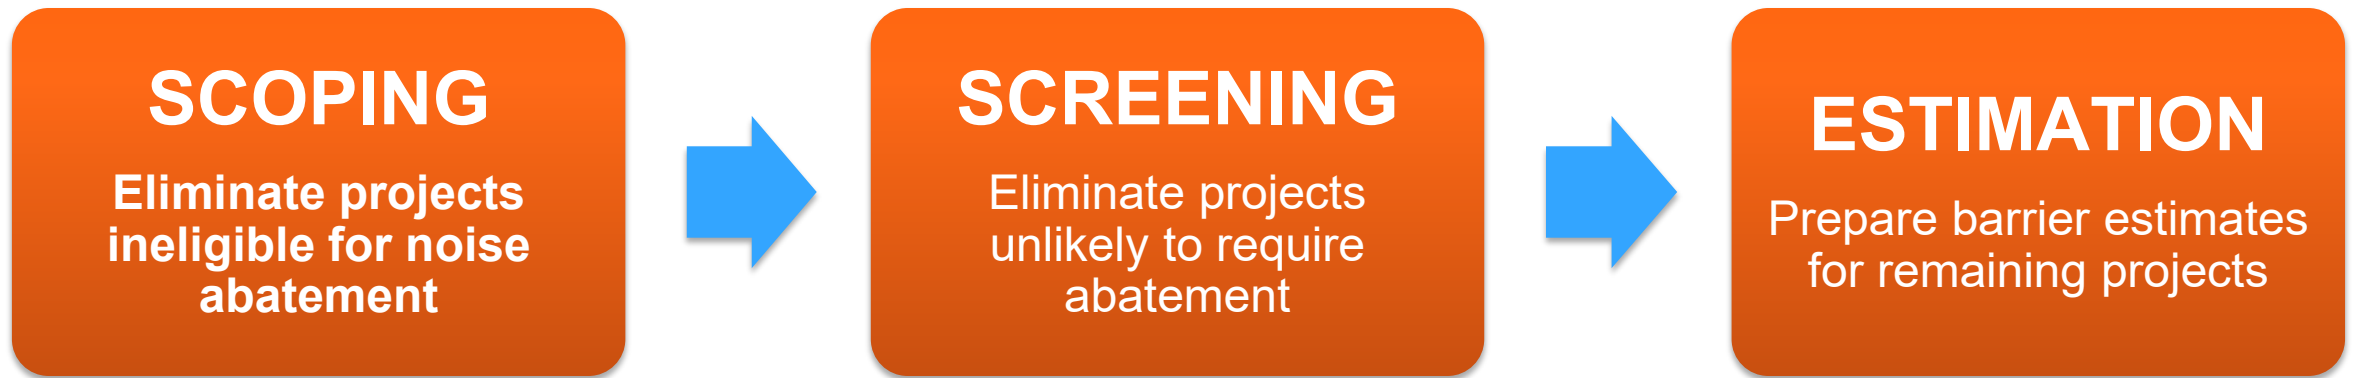 SCOPING
Eliminate projects
ineligible for noise
abatement
SCREENING
Eliminate projects
unlikely to require
abatement
ESTIMATION
Prepare barrier estimates
for remaining projects